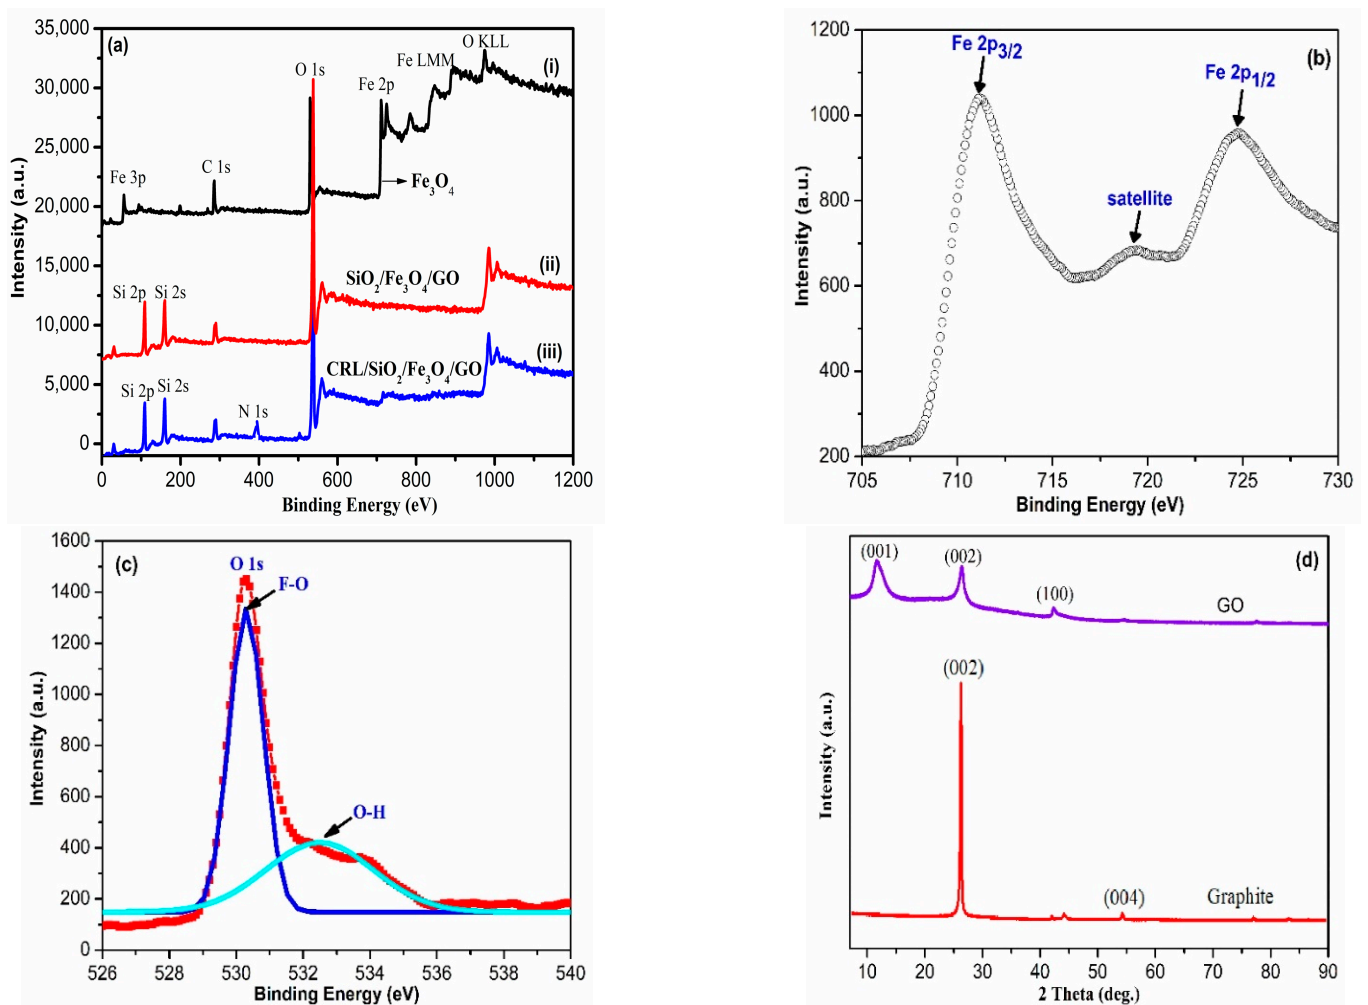 (a)
35,000
30,000
25,000
20,000
15,000
10,000
5,000
0
Intensity (a.u.)
0 200 400 600 800 1000 1200
Binding Energy (eV)
O KLL
(i)
Fe LMM
O 1s
Fe 2p
C 1s
Fe 3p
Fe₃O₄
(ii)
SiO₂/Fe₃O₄/GO
Si 2p Si 2s
(iii)
CRL/SiO₂/Fe₃O₄/GO
Si 2p Si 2s
N 1s
(b)
1200
1000
800
600
400
200
Intensity (a.u.)
705 710 715 720 725 730
Binding Energy (eV)
Fe 2p₃/₂
Fe 2p₁/₂
satellite
(c)
1600
1400
1200
1000
800
600
400
200
0
Intensity (a.u.)
526 528 530 532 534 536 538 540
Binding Energy (eV)
O 1s
F-O
O-H
(d)
(001)
(002)
(100)
GO
(002)
(004)
Graphite
Intensity (a.u.)
10 20 30 40 50 60 70 80 90
2 Theta (deg.)